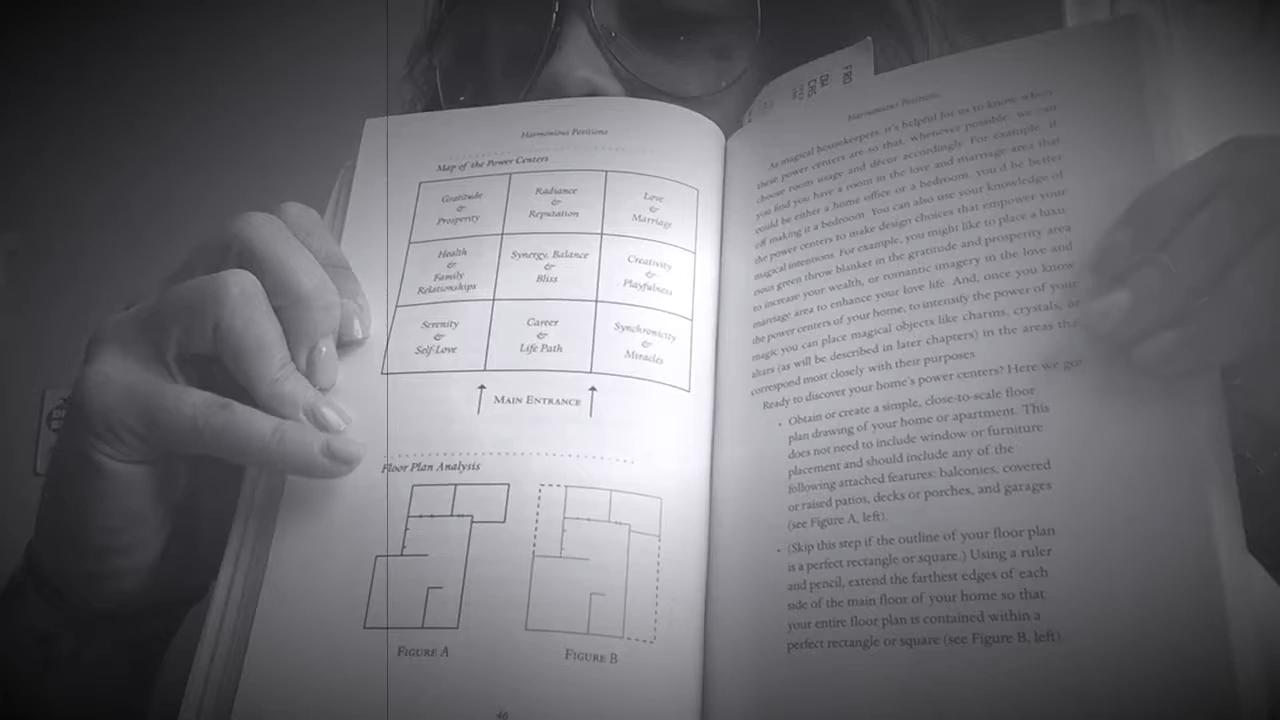 Harmonious Positions
Map of the Power Centers
Gratitude
&
Prosperity
Radiance
&
Reputation
Love
&
Marriage
Health
&
Family
Relationships
Synergy, Balance
&
Bliss
Creativity
&
Playfulness
Serenity
&
Self-Love
Career
&
Life Path
Synchronicity
&
Miracles
MAIN ENTRANCE
Floor Plan Analysis
FIGURE A
FIGURE B
46
Harmonious Positions
As magical housekeepers, it's helpful for us to know where
these power centers are so that, whenever possible, we can
choose room usage and décor accordingly. For example, if
you find you have a room in the love and marriage area that
could be either a home office or a bedroom, you'd be better
off making it a bedroom. You can also use your knowledge of
the power centers to make design choices that empower your
magical intentions. For example, you might like to place a luxu-
rious green throw blanket in the gratitude and prosperity area
to increase your wealth, or romantic imagery in the love and
marriage area to enhance your love life. And, once you know
the power centers of your home, to intensify the power of your
magic you can place magical objects like charms, crystals, or
altars (as will be described in later chapters) in the areas that
correspond most closely with their purposes
Ready to discover your home's power centers? Here we go:
• Obtain or create a simple, close-to-scale floor
plan drawing of your home or apartment. This
does not need to include window or furniture
placement and should include any of the
following attached features: balconies, covered
or raised patios, decks or porches, and garages
(see Figure A, left).
• (Skip this step if the outline of your floor plan
is a perfect rectangle or square.) Using a ruler
and pencil, extend the farthest edges of each
side of the main floor of your home so that
your entire floor plan is contained within a
perfect rectangle or square (see Figure B, left)